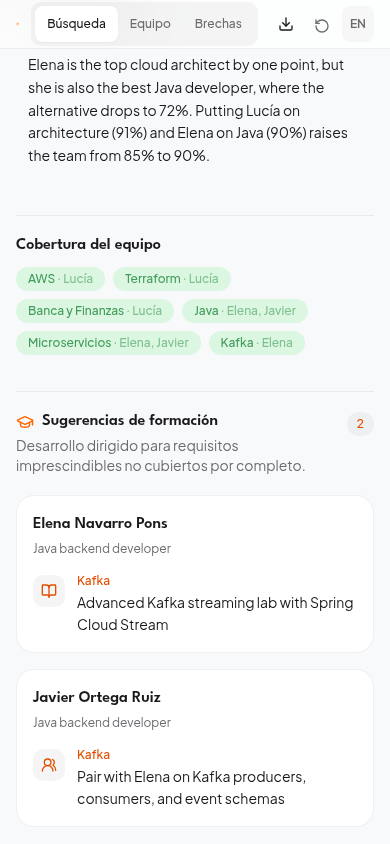 Búsqueda
Equipo
Brechas
EN
Elena is the top cloud architect by one point, but
she is also the best Java developer, where the
alternative drops to 72%. Putting Lucía on
architecture (91%) and Elena on Java (90%) raises
the team from 85% to 90%.
Cobertura del equipo
AWS · Lucía
Terraform · Lucía
Banca y Finanzas · Lucía
Java · Elena, Javier
Microservicios · Elena, Javier
Kafka · Elena
Sugerencias de formación
2
Desarrollo dirigido para requisitos
imprescindibles no cubiertos por completo.
Elena Navarro Pons
Java backend developer
Kafka
Advanced Kafka streaming lab with Spring
Cloud Stream
Javier Ortega Ruiz
Java backend developer
Kafka
Pair with Elena on Kafka producers,
consumers, and event schemas